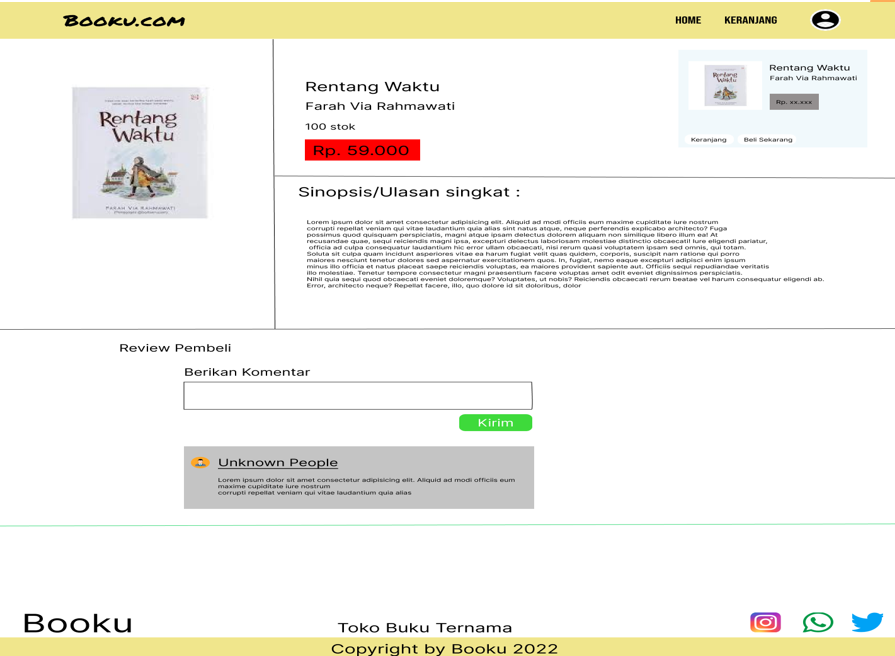 Booku.com
HOME
KERANJANG
Rentang
Waktu
FARAH VIA RAHMAWATI
Rentang Waktu
Farah Via Rahmawati
100 stok
Rp. 59.000
Rentang
Waktu
Rentang Waktu
Farah Via Rahmawati
Rp. xx.xxx
Keranjang
Beli Sekarang
Sinopsis/Ulasan singkat :
Lorem ipsum dolor sit amet consectetur adipisicing elit. Aliquid ad modi officiis eum maxime cupiditate iure nostrum
corrupti repellat veniam qui vitae laudantium quia alias sint natus atque, neque perferendis explicabo architecto? Fuga
possimus quod quisquam perspiciatis, magni atque ipsam delectus dolorem aliquam non similique libero illum ea! At
recusandae quae, sequi reiciendis magni ipsa, excepturi delectus laboriosam molestiae distinctio obcaecatiI iure eligendi pariatur,
officia ad culpa consequatur laudantium hic error ullam obcaecati, nisi rerum quasi voluptatem ipsam sed omnis, qui totam.
Soluta sit culpa quam incidunt asperiores vitae ea harum fugiat velit quas quidem, corporis, suscipit nam ratione qui porro
maiores nesciunt tenetur dolores sed aspernatur exercitationem quos. In, fugiat, nemo eaque excepturi adipisci enim ipsum
minus illo officia et natus placeat saepe reiciendis voluptas, ea maiores provident sapiente aut. Officiis sequi repudiandae veritatis
illo molestiae. Tenetur tempore consectetur magni praesentium facere voluptas amet odit eveniet dignissimos perspiciatis.
Nihil quia sequi quod obcaecati eveniet doloremque? Voluptates, ut nobis? Reiciendis obcaecati rerum beatae vel harum consequatur eligendi ab.
Error, architecto neque? Repellat facere, illo, quo dolore id sit doloribus, dolor
Review Pembeli
Berikan Komentar
Kirim
Unknown People
Lorem ipsum dolor sit amet consectetur adipisicing elit. Aliquid ad modi officiis eum
maxime cupiditate iure nostrum
corrupti repellat veniam qui vitae laudantium quia alias
Booku
Toko Buku Ternama
Copyright by Booku 2022